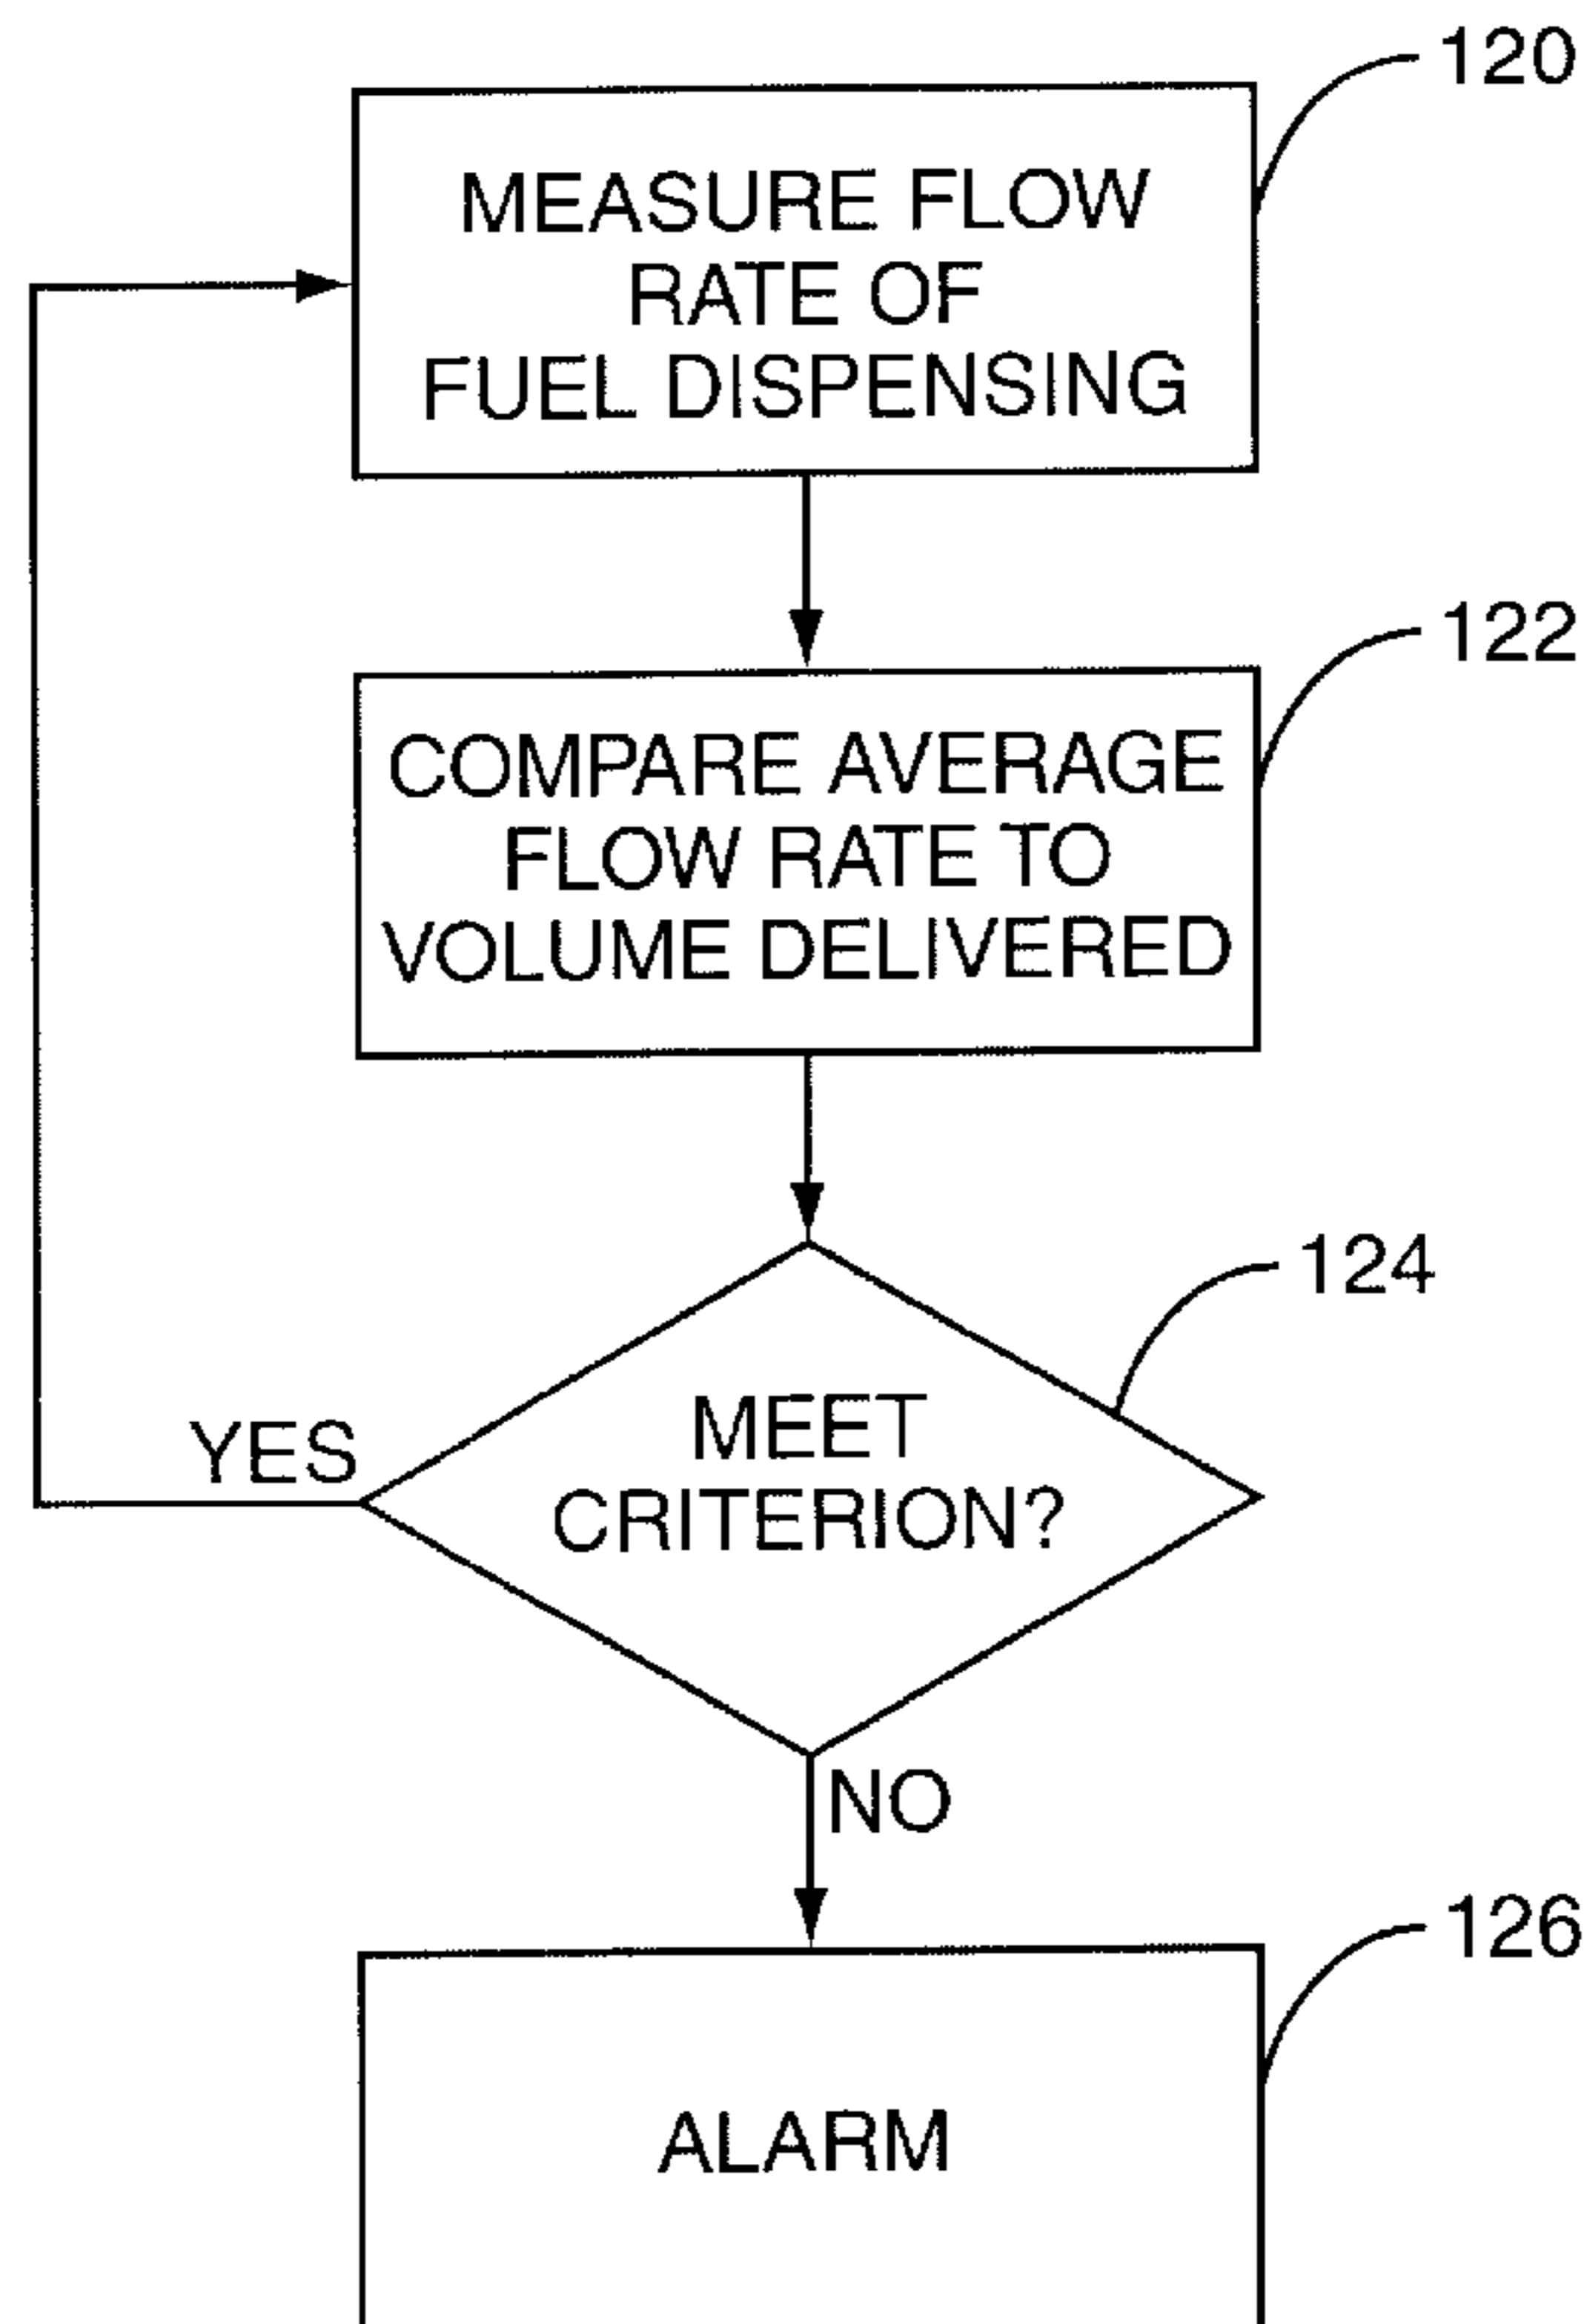 120
MEASURE FLOW
RATE OF
FUEL DISPENSING
122
COMPARE AVERAGE
FLOW RATE TO
VOLUME DELIVERED
124
MEET
CRITERION?
YES
NO
126
ALARM